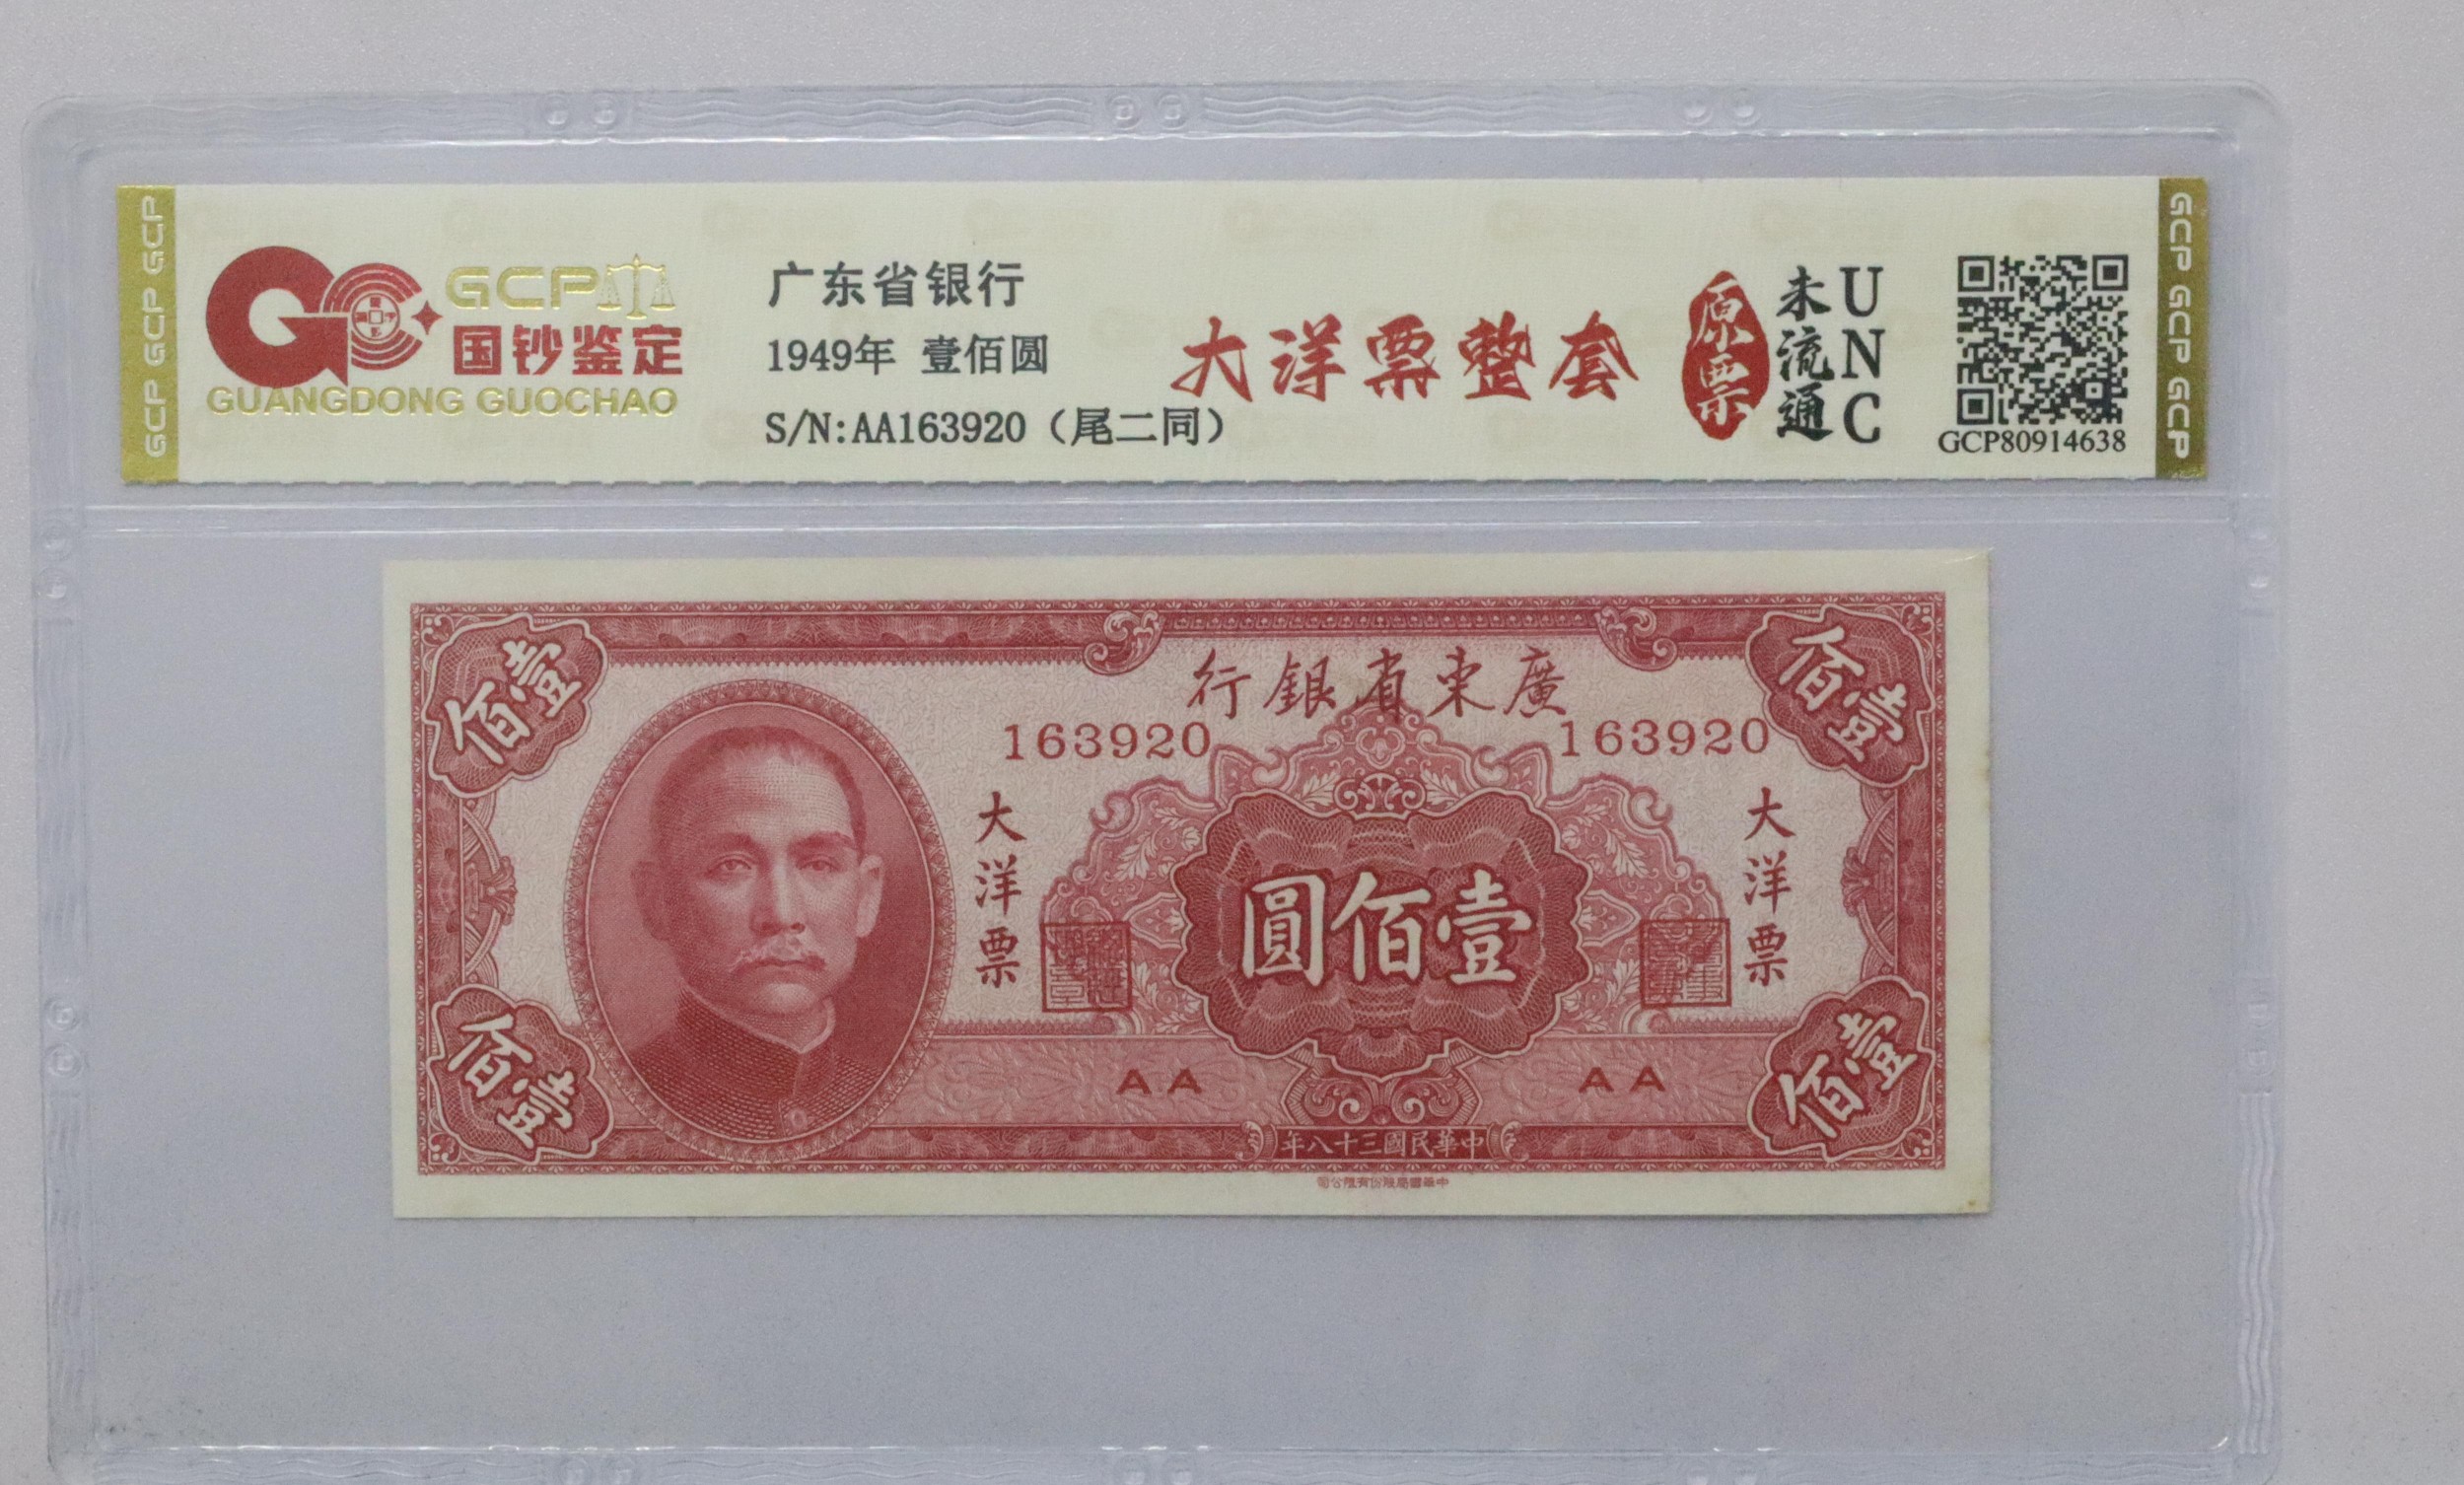 GCP GCP GCP
GCP
国钞鉴定
GUANGDONG GUOCHAO
广东省银行
1949年 壹佰圆
S/N:AA163920（尾二同）
大洋票整套
原票
未流通
UNC
GCP80914638
GCP GCP GCP
廣東省銀行
163920
163920
壹佰
壹佰
大洋票
大洋票
壹佰圓
AA
AA
壹佰
壹佰
中華民國三十八年